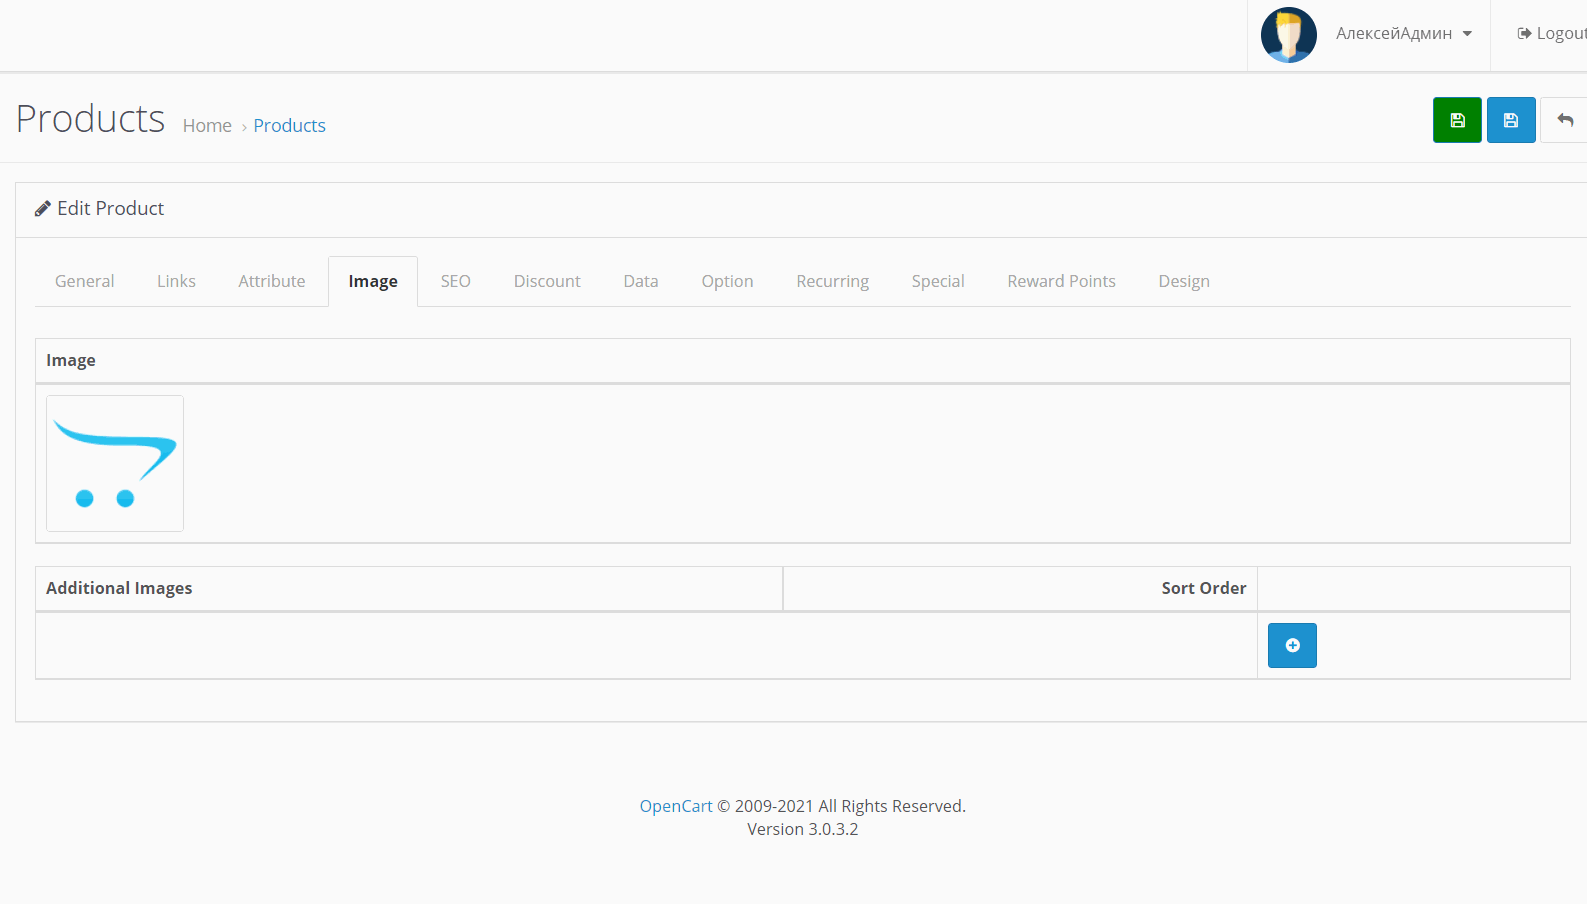 АлексейАдмин
Logout
Products
Home › Products
Edit Product
General Links Attribute Image SEO Discount Data Option Recurring Special Reward Points Design
Image
Additional Images Sort Order
OpenCart © 2009-2021 All Rights Reserved.
Version 3.0.3.2